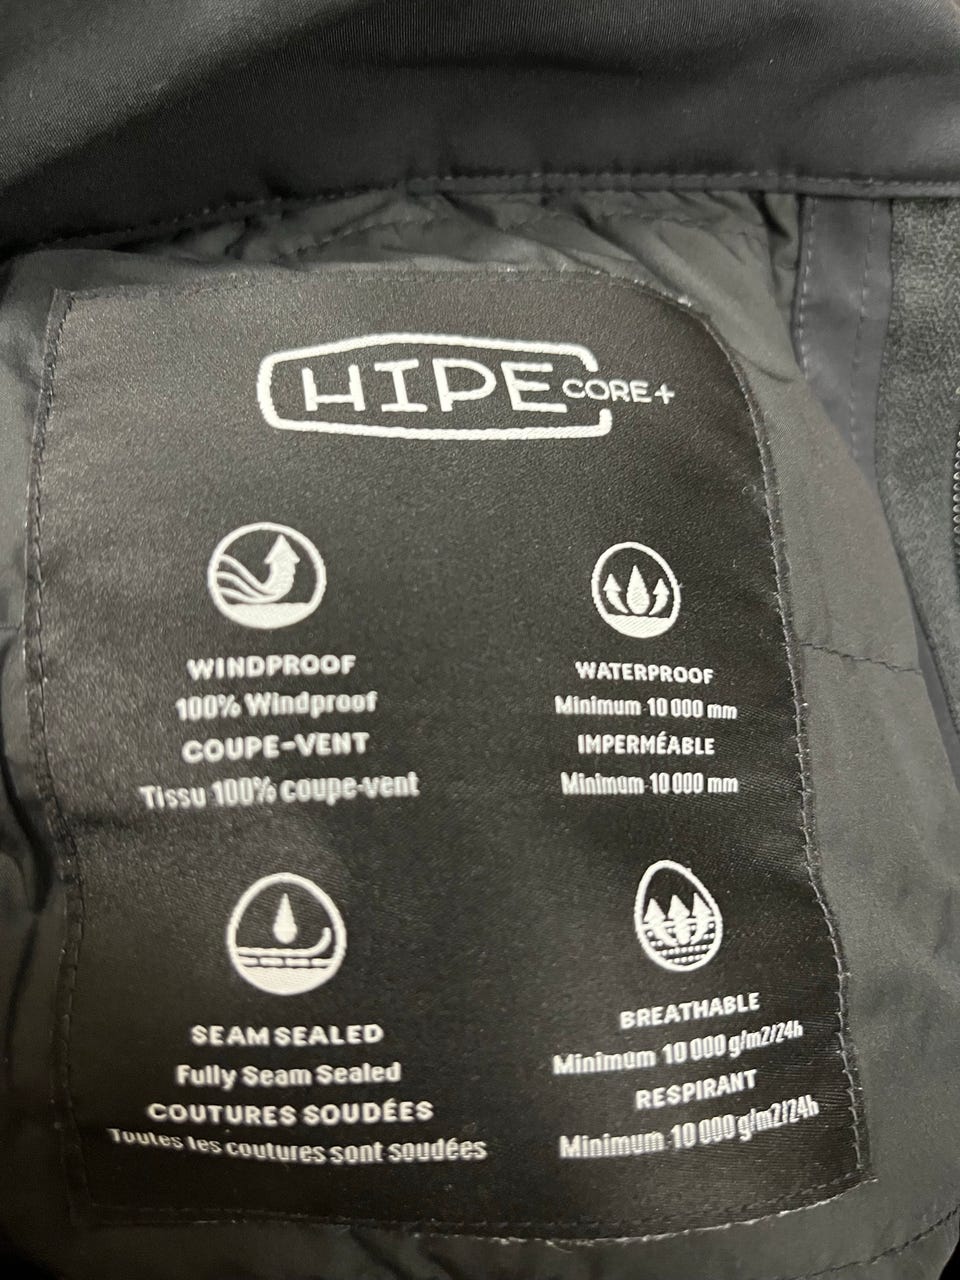 HIPE CORE+
WINDPROOF
100% Windproof
COUPE-VENT
Tissu 100% coupe-vent
WATERPROOF
Minimum 10 000 mm
IMPERMÉABLE
Minimum 10 000 mm
SEAM SEALED
Fully Seam Sealed
COUTURES SOUDÉES
Toutes les coutures sont soudées
BREATHABLE
Minimum 10 000 g/m2/24h
RESPIRANT
Minimum 10 000 g/m2/24h